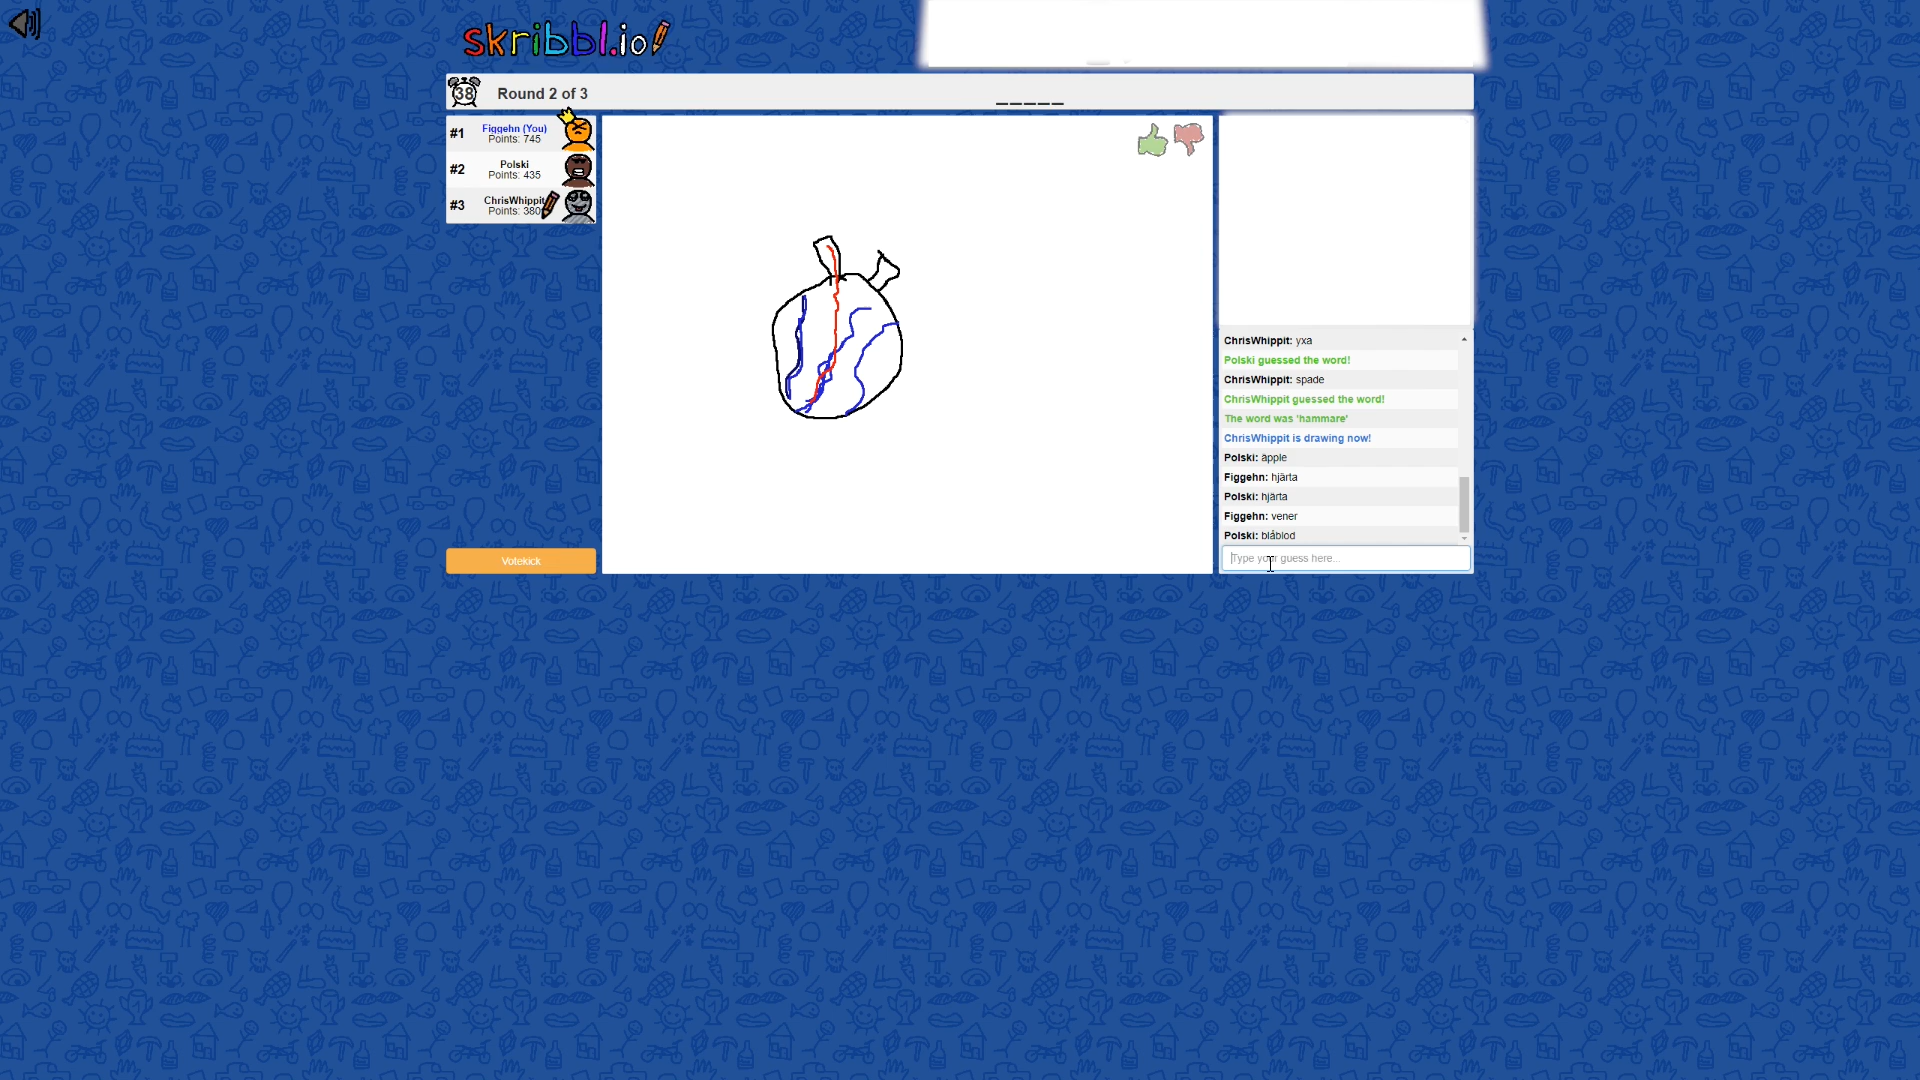 skribbl.io
38
Round 2 of 3
_____
#1
Figgehn (You)
Points: 745
#2
Polski
Points: 435
#3
ChrisWhippit
Points: 380
Votekick
ChrisWhippit: yxa
Polski guessed the word!
ChrisWhippit: spade
ChrisWhippit guessed the word!
The word was 'hammare'
ChrisWhippit is drawing now!
Polski: äpple
Figgehn: hjärta
Polski: hjärta
Figgehn: vener
Polski: blåblod
Type your guess here...